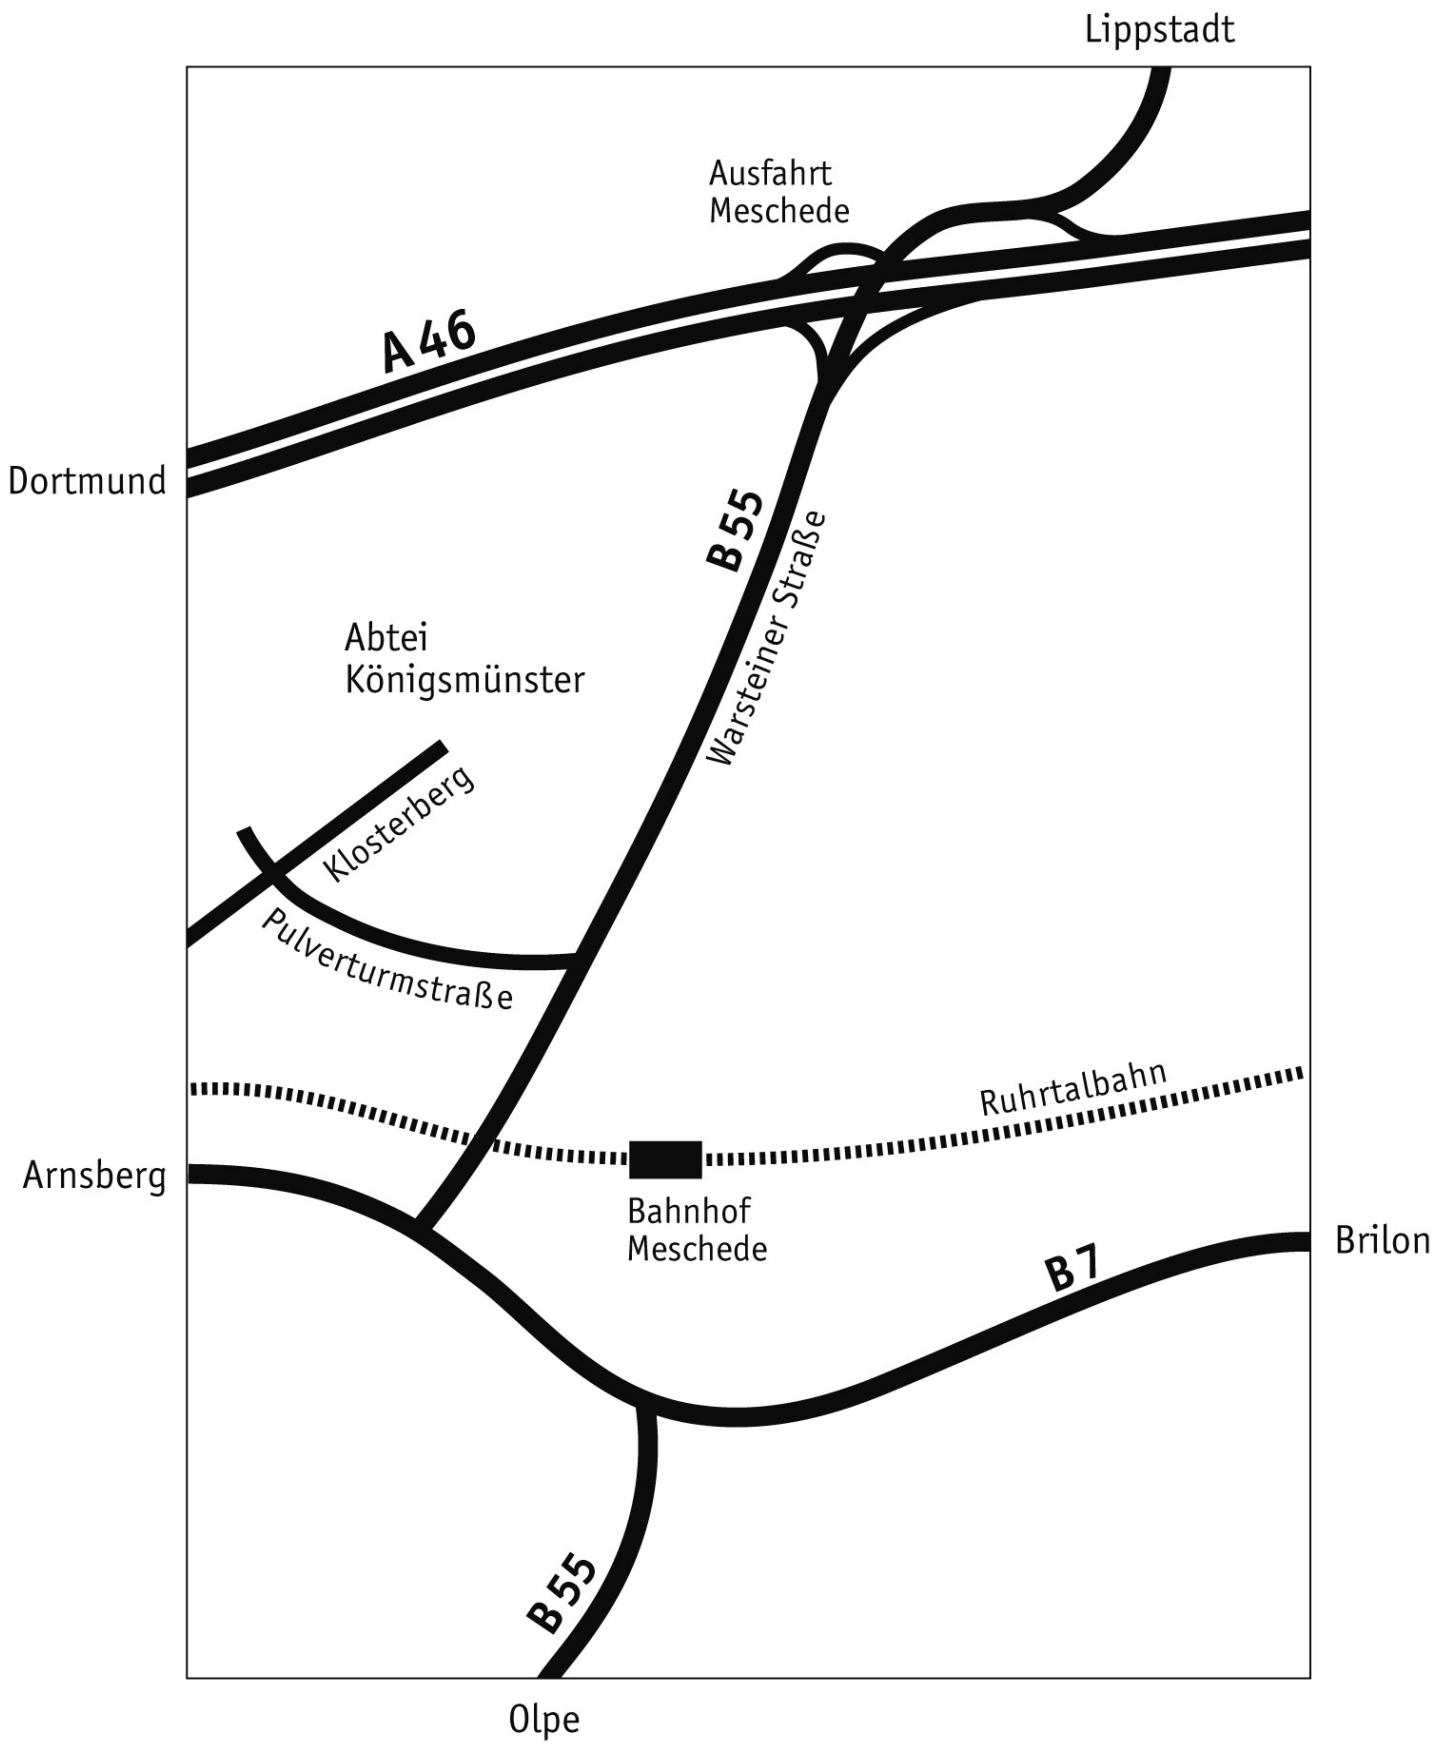 Lippstadt
Ausfahrt
Meschede
A 46
Dortmund
B 55
Warsteiner Straße
Abtei
Königsmünster
Klosterberg
Pulverturmstraße
Ruhrtalbahn
Arnsberg
Bahnhof
Meschede
Brilon
B 7
B 55
Olpe